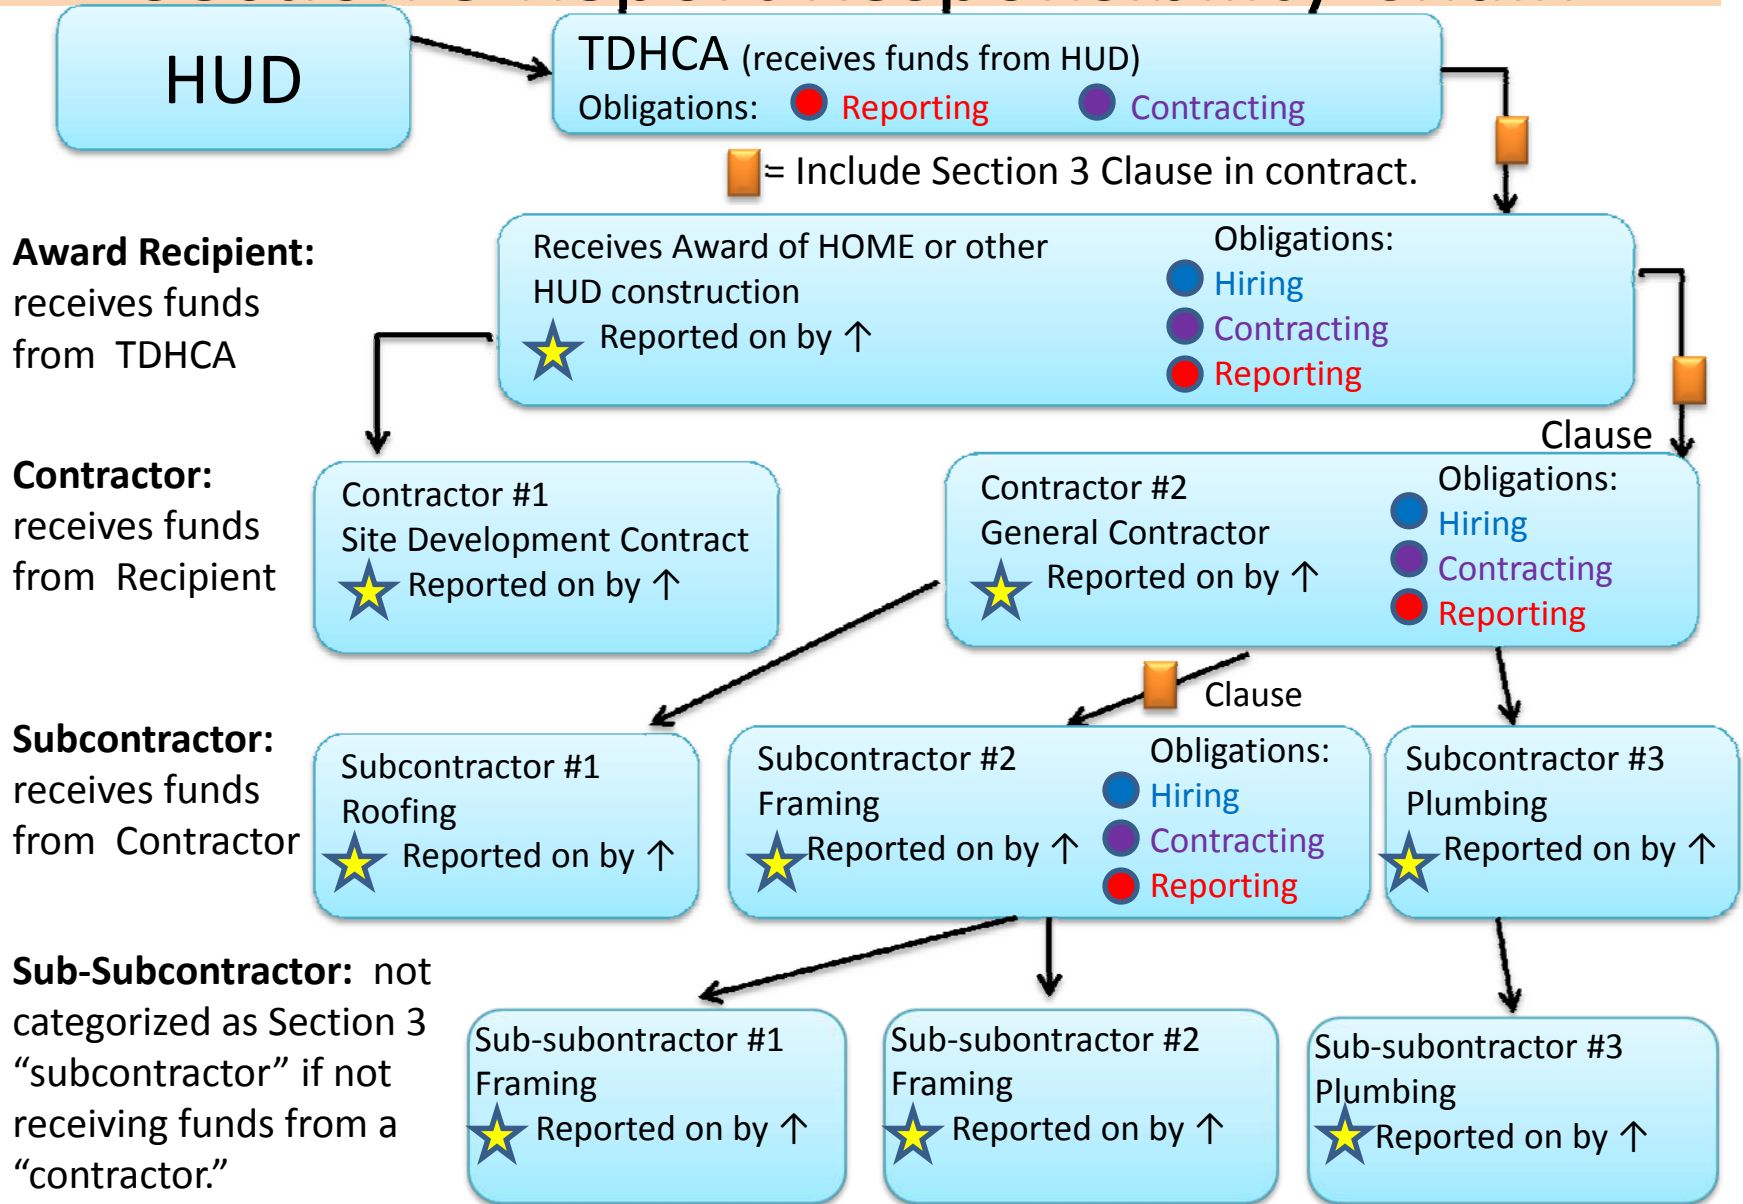 HUD
TDHCA (receives funds from HUD)
Obligations: Reporting Contracting
= Include Section 3 Clause in contract.
Award Recipient:
receives funds
from TDHCA
Receives Award of HOME or other
HUD construction
Reported on by ↑
Obligations:
Hiring
Contracting
Reporting
Clause
Contractor:
receives funds
from Recipient
Contractor #1
Site Development Contract
Reported on by ↑
Contractor #2
General Contractor
Reported on by ↑
Obligations:
Hiring
Contracting
Reporting
Clause
Subcontractor:
receives funds
from Contractor
Subcontractor #1
Roofing
Reported on by ↑
Subcontractor #2
Framing
Reported on by ↑
Obligations:
Hiring
Contracting
Reporting
Subcontractor #3
Plumbing
Reported on by ↑
Sub-Subcontractor: not
categorized as Section 3
“subcontractor” if not
receiving funds from a
“contractor.”
Sub-subontractor #1
Framing
Reported on by ↑
Sub-subontractor #2
Framing
Reported on by ↑
Sub-subontractor #3
Plumbing
Reported on by ↑